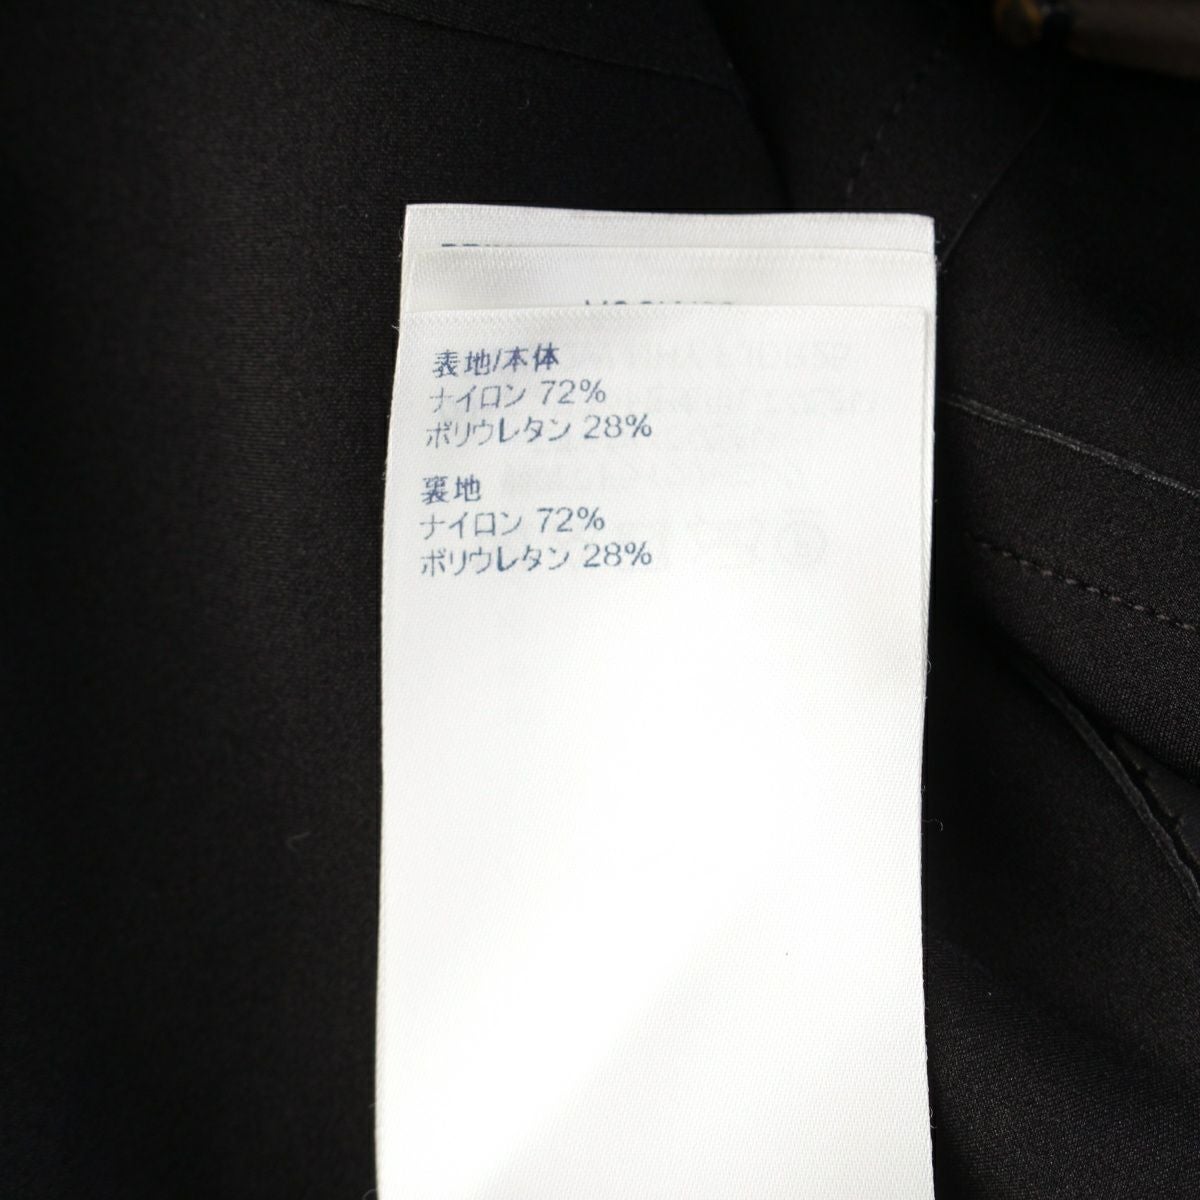 表地/本体
ナイロン 72%
ポリウレタン 28%
裏地
ナイロン 72%
ポリウレタン 28%